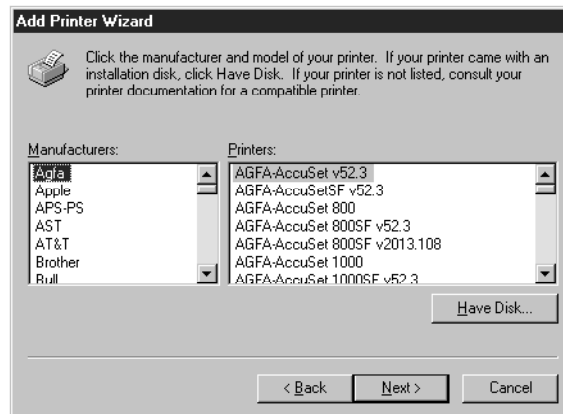 Add Printer Wizard
Click the manufacturer and model of your printer. If your printer came with an
installation disk, click Have Disk. If your printer is not listed, consult your
printer documentation for a compatible printer.
Manufacturers:
Agfa
Apple
APS-PS
AST
AT&T
Brother
Bull
Printers:
AGFA-AccuSet v52.3
AGFA-AccuSetSF v52.3
AGFA-AccuSet 800
AGFA-AccuSet 800SF v52.3
AGFA-AccuSet 800SF v2013.108
AGFA-AccuSet 1000
AGFA-AccuSet 1000SF v52.3
Have Disk...
< Back
Next >
Cancel